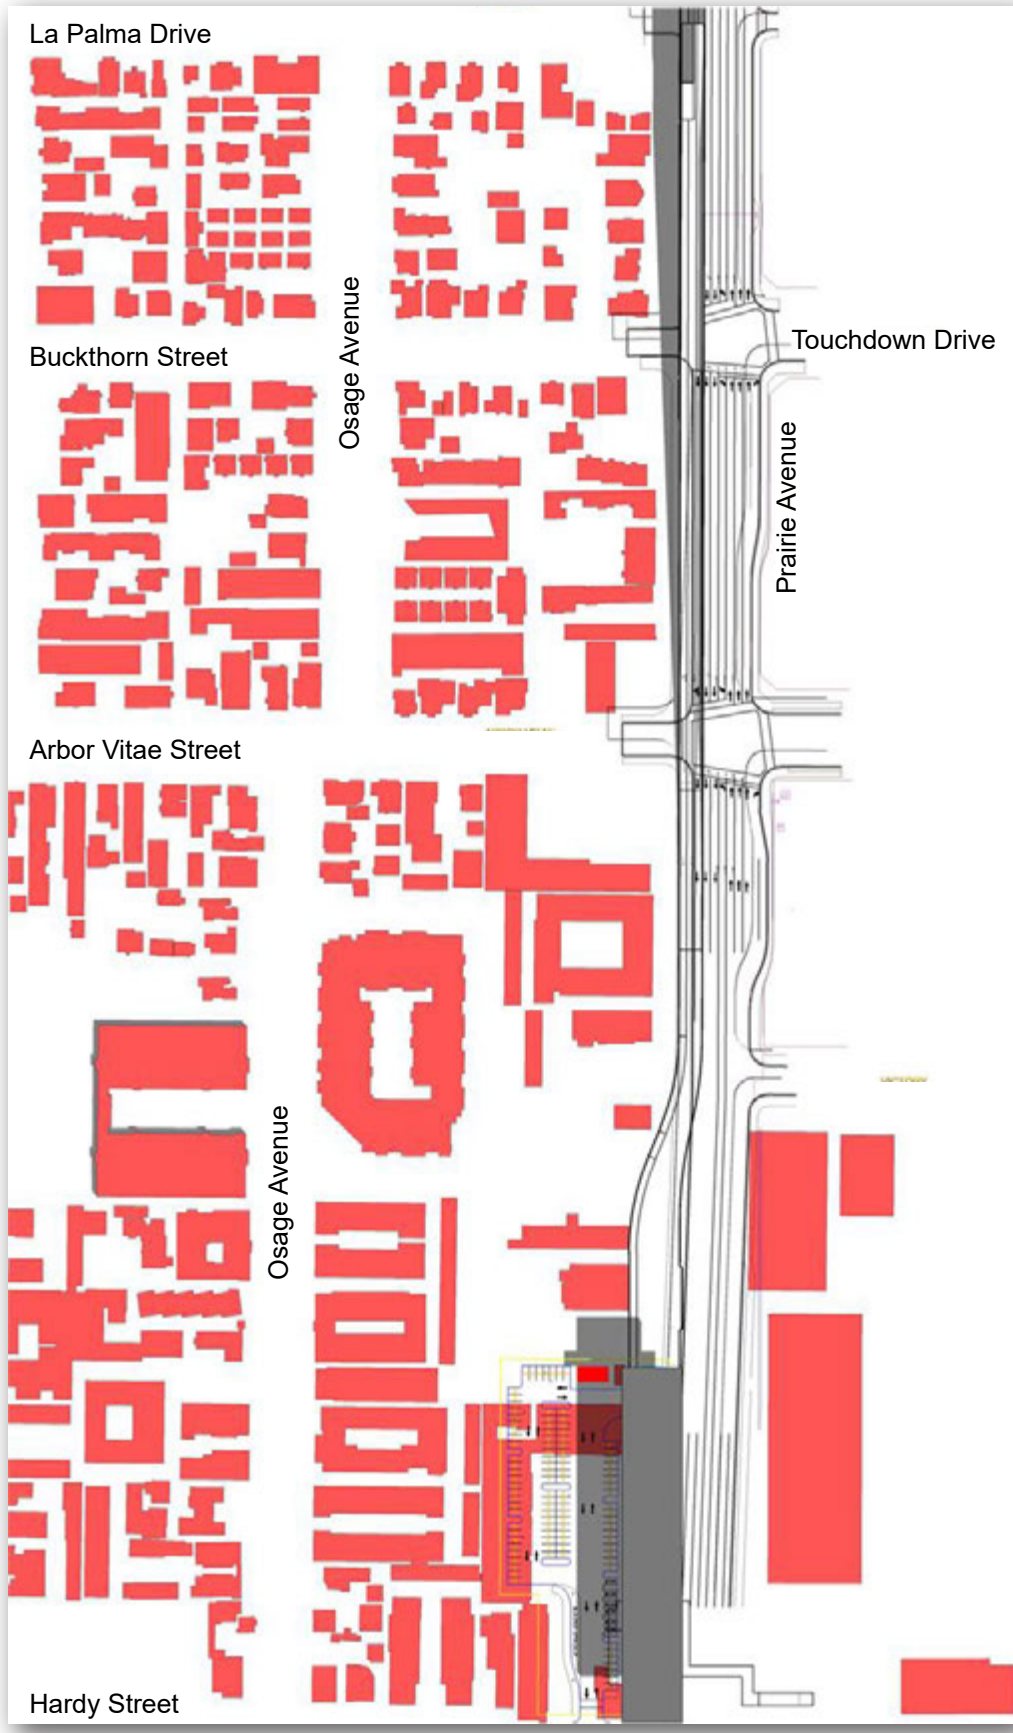 La Palma Drive
Osage Avenue
Touchdown Drive
Buckthorn Street
Prairie Avenue
Arbor Vitae Street
Osage Avenue
Hardy Street